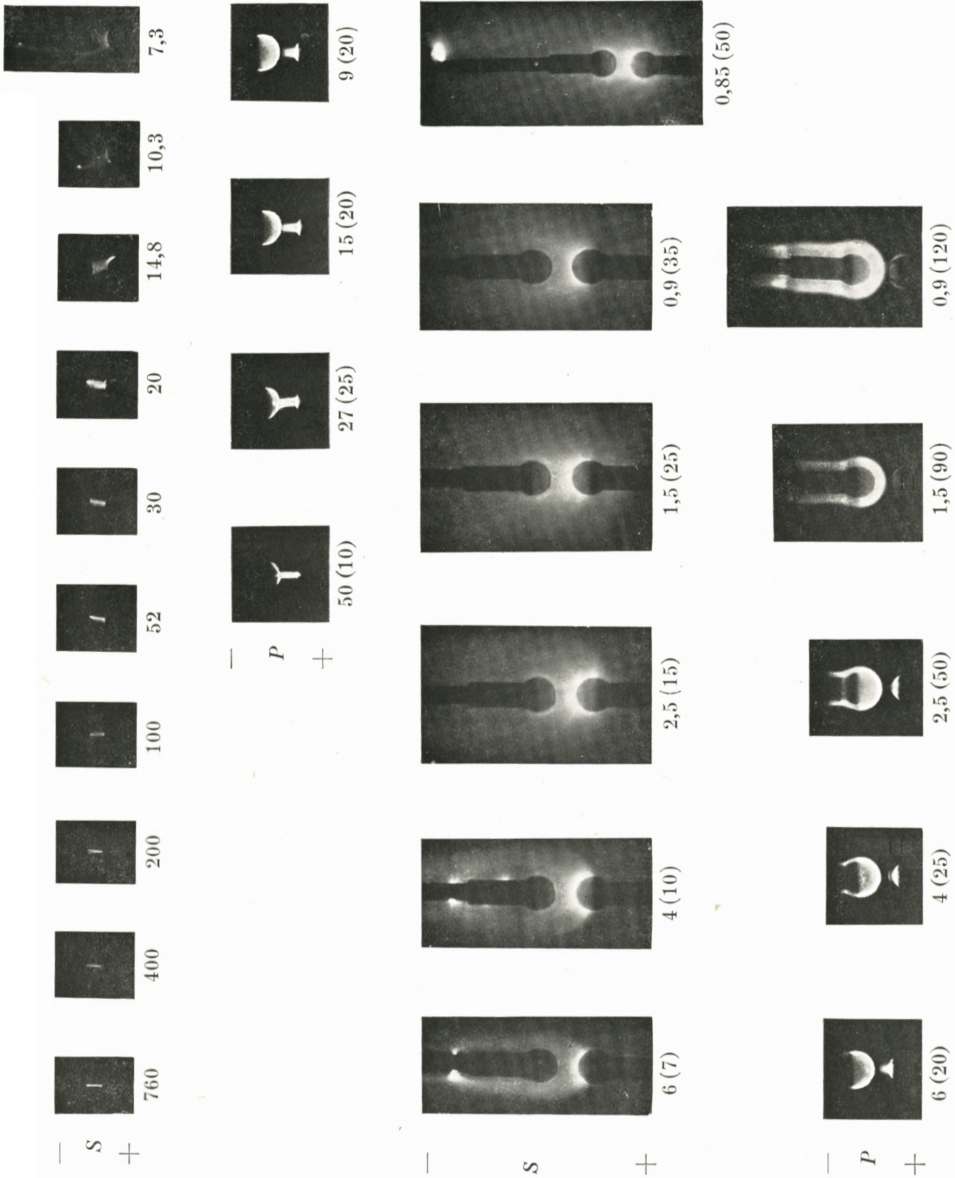 −
S
+
760 400 200 100 52 30 20 14,8 10,3 7,3
−
P
+
50 (10) 27 (25) 15 (20) 9 (20)
−
S
+
6 (7) 4 (10) 2,5 (15) 1,5 (25) 0,9 (35) 0,85 (50)
−
P
+
6 (20) 4 (25) 2,5 (50) 1,5 (90) 0,9 (120)